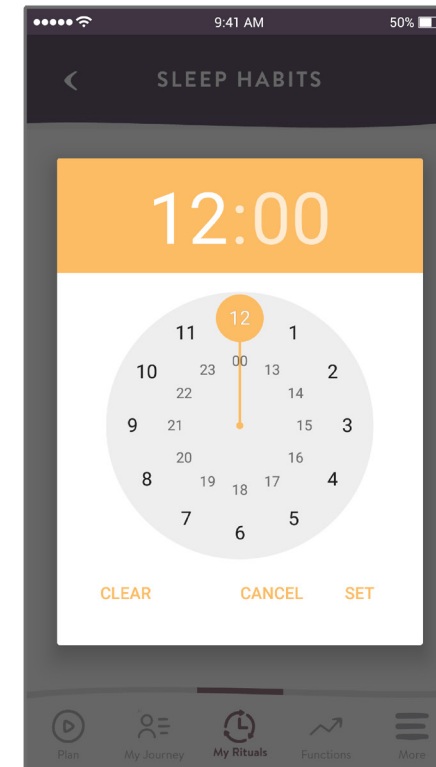 9:41 AM 50%
SLEEP HABITS
12:00
12
11 1
00
23 13
10 2
22 14
9 21 15 3
20 16
8 4
19 17
18
7 5
6
CLEAR CANCEL SET
Plan My Journey My Rituals Functions More